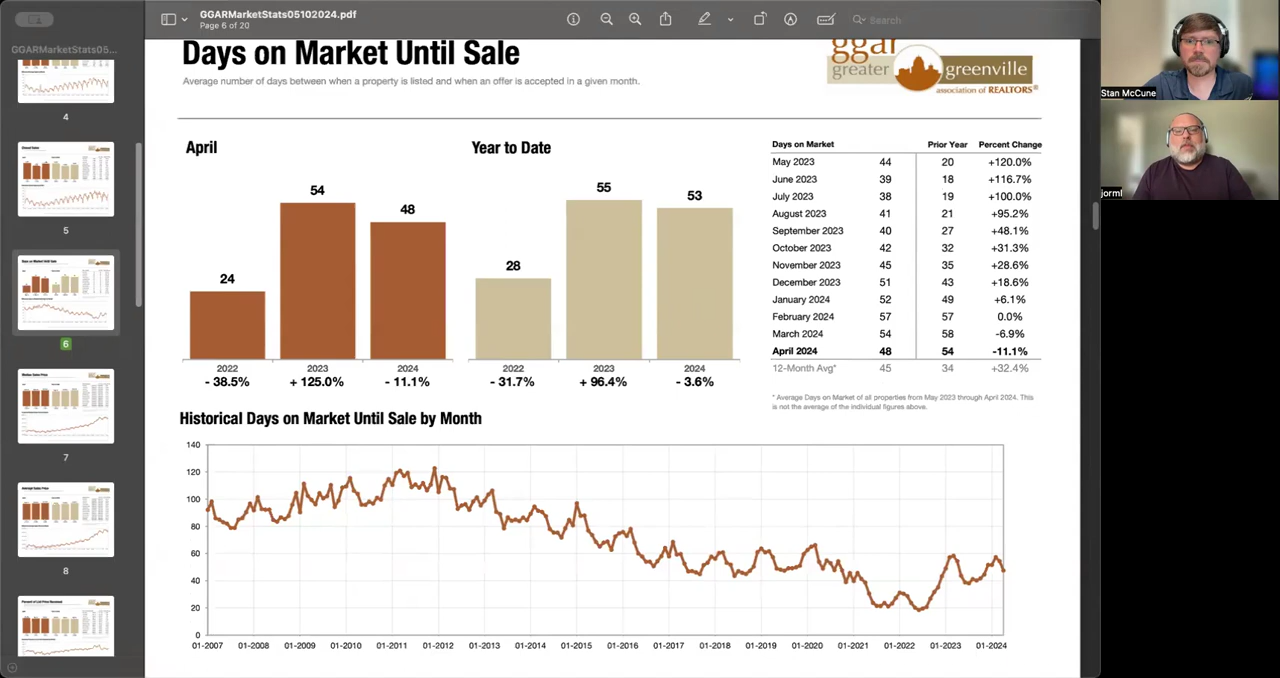 GGARMarketStats05102024.pdf
Page 6 of 20
Search
GGARMarketStats05...
4
5
6
7
8
Stan McCune
jorml
Days on Market Until Sale
Average number of days between when a property is listed and when an offer is accepted in a given month.
ggar
greater greenville
association of REALTORS®
April
24 54 48
2022 2023 2024
- 38.5% + 125.0% - 11.1%
Year to Date
28 55 53
2022 2023 2024
- 31.7% + 96.4% - 3.6%
Days on Market Prior Year Percent Change
May 2023 44 20 +120.0%
June 2023 39 18 +116.7%
July 2023 38 19 +100.0%
August 2023 41 21 +95.2%
September 2023 40 27 +48.1%
October 2023 42 32 +31.3%
November 2023 45 35 +28.6%
December 2023 51 43 +18.6%
January 2024 52 49 +6.1%
February 2024 57 57 0.0%
March 2024 54 58 -6.9%
April 2024 48 54 -11.1%
12-Month Avg* 45 34 +32.4%
* Average Days on Market of all properties from May 2023 through April 2024. This
is not the average of the individual figures above.
Historical Days on Market Until Sale by Month
140
120
100
80
60
40
20
0
01-2007 01-2008 01-2009 01-2010 01-2011 01-2012 01-2013 01-2014 01-2015 01-2016 01-2017 01-2018 01-2019 01-2020 01-2021 01-2022 01-2023 01-2024